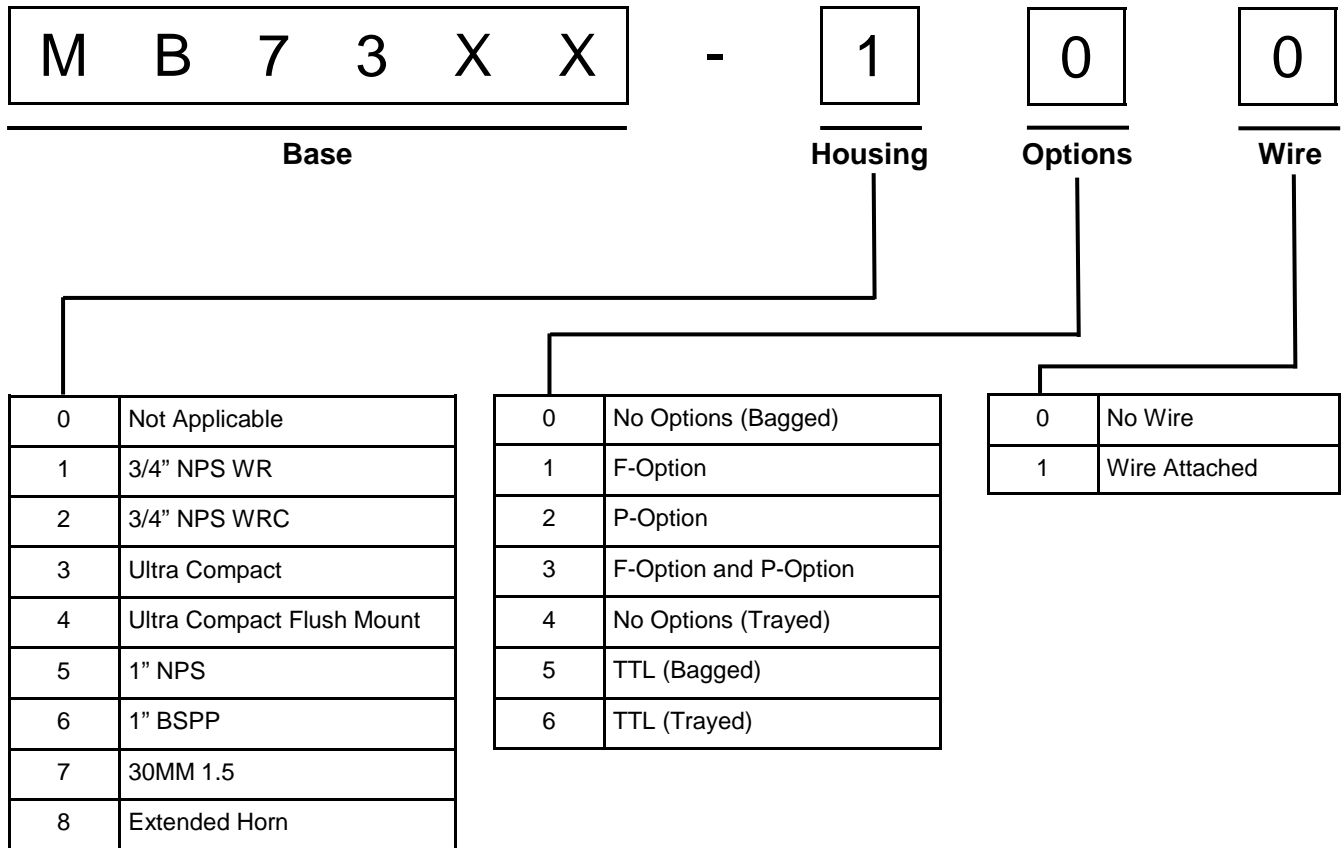 M B 7 3 X X - 1 0 0
Base Housing Options Wire
0 Not Applicable
1 3/4” NPS WR
2 3/4” NPS WRC
3 Ultra Compact
4 Ultra Compact Flush Mount
5 1” NPS
6 1” BSPP
7 30MM 1.5
8 Extended Horn
0 No Options (Bagged)
1 F-Option
2 P-Option
3 F-Option and P-Option
4 No Options (Trayed)
5 TTL (Bagged)
6 TTL (Trayed)
0 No Wire
1 Wire Attached